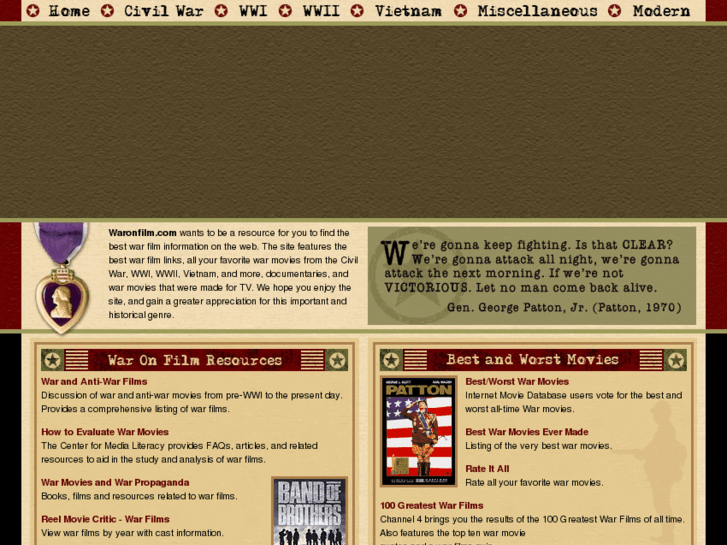 Home Civil War WWI WWII Vietnam Miscellaneous Modern
Waronfilm.com wants to be a resource for you to find the
best war film information on the web. The site features the
best war film links, all your favorite war movies from the Civil
War, WWI, WWII, Vietnam, and more, documentaries, and
war movies that were made for TV. We hope you enjoy the
site, and gain a greater appreciation for this important and
historical genre.
We're gonna keep fighting. Is that CLEAR?
We're gonna attack all night, we're gonna
attack the next morning. If we're not
VICTORIOUS. Let no man come back alive.
Gen. George Patton, Jr. (Patton, 1970)
War On Film Resources
War and Anti-War Films
Discussion of war and anti-war movies from pre-WWI to the present day.
Provides a comprehensive listing of war films.
How to Evaluate War Movies
The Center for Media Literacy provides FAQs, articles, and related
resources to aid in the study and analysis of war films.
War Movies and War Propaganda
Books, films and resources related to war films.
Reel Movie Critic - War Films
View war films by year with cast information.
BAND OF
BROTHERS
Best and Worst Movies
PATTON
Best/Worst War Movies
Internet Movie Database users vote for the best and
worst all-time War movies.
Best War Movies Ever Made
Listing of the very best war movies.
Rate It All
Rate all your favorite war movies.
100 Greatest War Films
Channel 4 brings you the results of the 100 Greatest War Films of all time.
Also features the top ten war movie